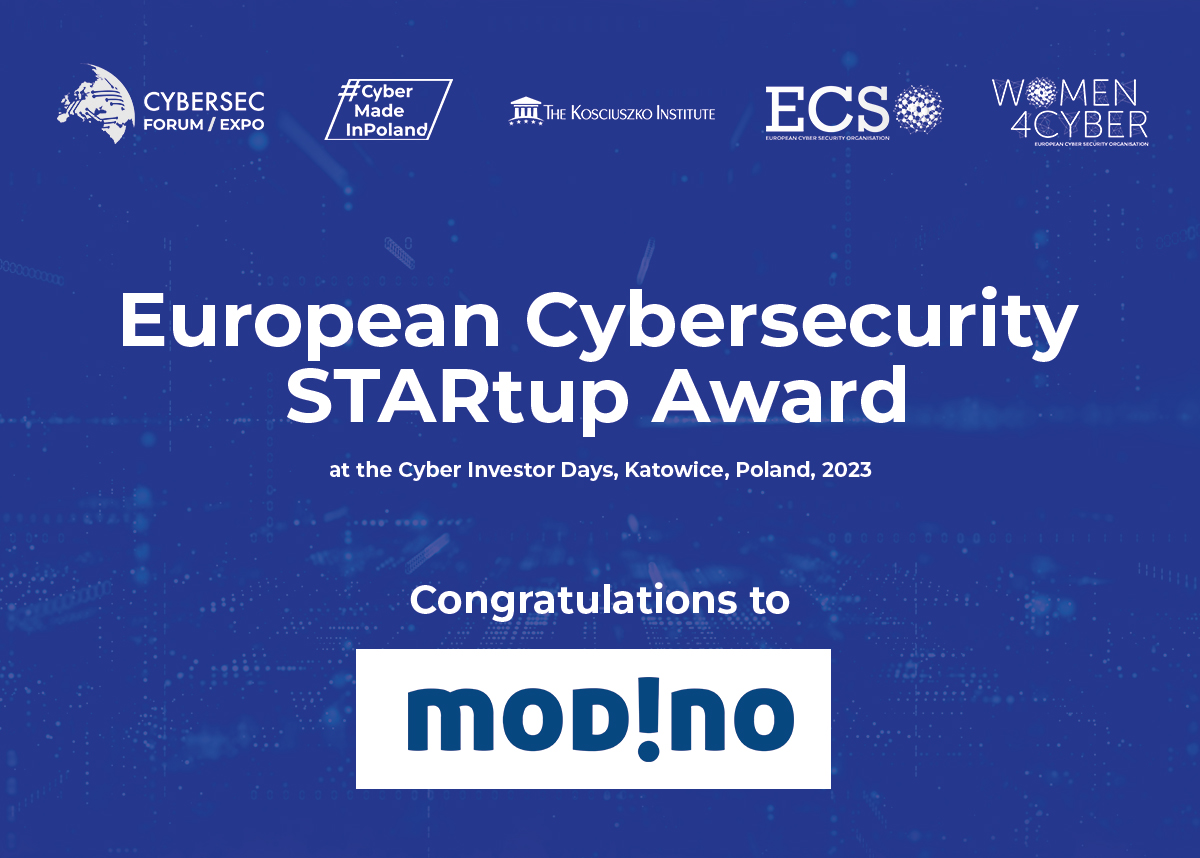 CYBERSEC
FORUM / EXPO
#Cyber
Made
InPoland
THE KOSCIUSZKO INSTITUTE
ECS
EUROPEAN CYBER SECURITY ORGANISATION
WOMEN
4CYBER
EUROPEAN CYBER SECURITY ORGANISATION
European Cybersecurity
STARtup Award
at the Cyber Investor Days, Katowice, Poland, 2023
Congratulations to
moD!no